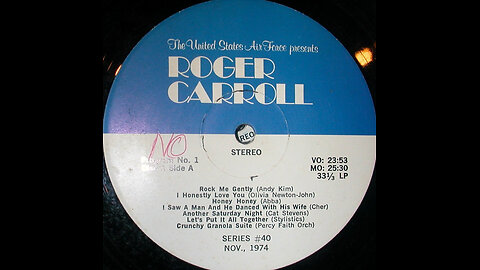 The United States Air Force presents
ROGER
CARROLL
NO
No. 1
Side A
STEREO
VO: 23:53
MO: 25:30
33⅓ LP
Rock Me Gently (Andy Kim)
I Honestly Love You (Olivia Newton-John)
Honey Honey (Abba)
I Saw A Man And He Danced With His Wife (Cher)
Another Saturday Night (Cat Stevens)
Let's Put It All Together (Stylistics)
Crunchy Granola Suite (Percy Faith Orch)
SERIES #40
NOV., 1974